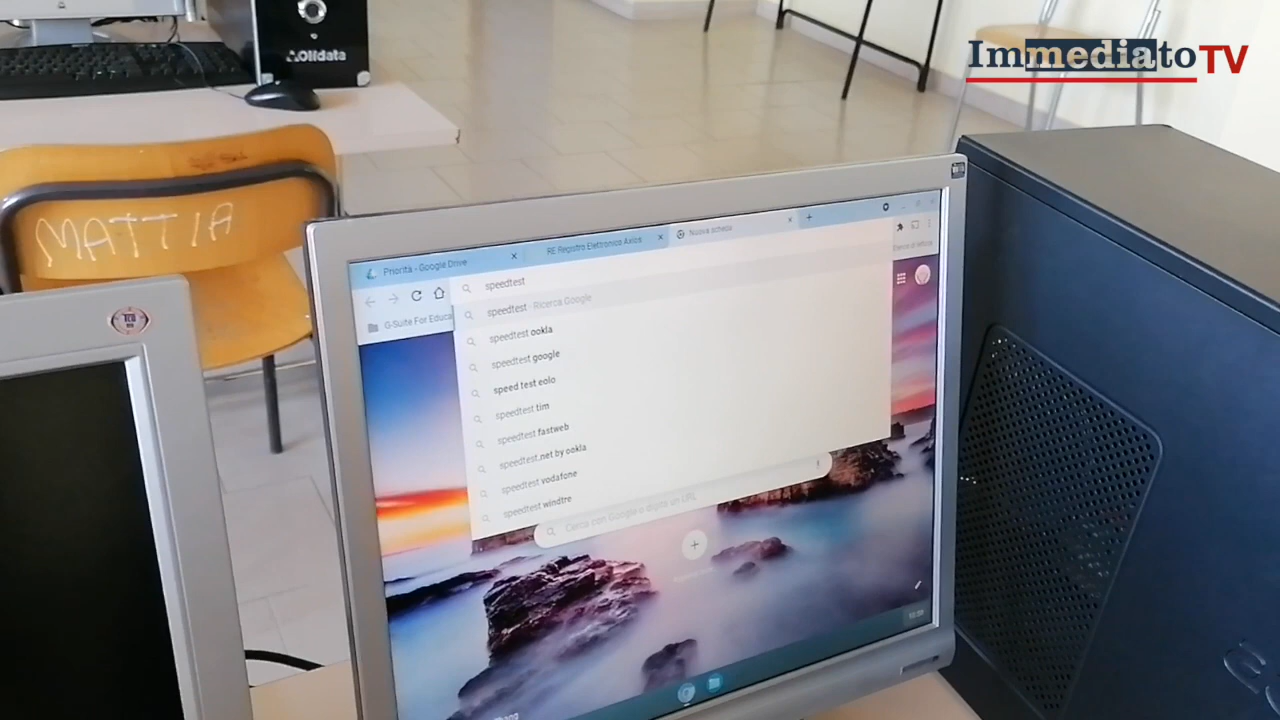 Olidata
ImmediatoTV
MATTIA
Priorità - Google Drive
RE Registro Elettronico Axios
Nuova scheda
speedtest
G-Suite For Educa
speedtest - Ricerca Google
speedtest ookla
speedtest google
speed test eolo
speedtest tim
speedtest fastweb
speedtest.net by ookla
speedtest vodafone
speedtest windtre
Cerca con Google o digita un URL